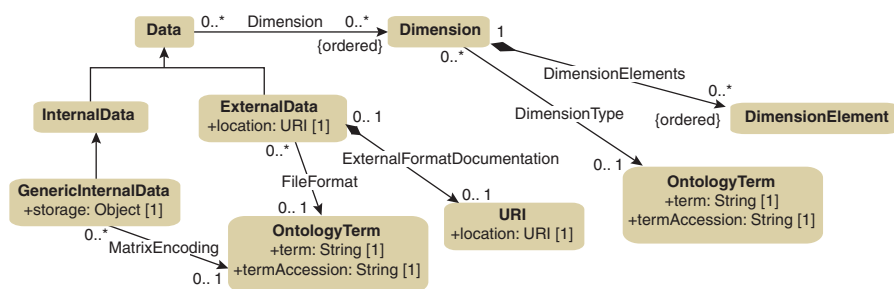 0..* Dimension 0..*
Data
{ordered}
Dimension
1
0..*
DimensionElements
0..*
{ordered}
DimensionElement
InternalData
ExternalData
+location: URI [1]
0.. 1
DimensionType
0..*
ExternalFormatDocumentation
FileFormat
0.. 1
GenericInternalData
+storage: Object [1]
0..*
MatrixEncoding
0.. 1
0.. 1
OntologyTerm
+term: String [1]
+termAccession: String [1]
0.. 1
URI
+location: URI [1]
OntologyTerm
+term: String [1]
+termAccession: String [1]